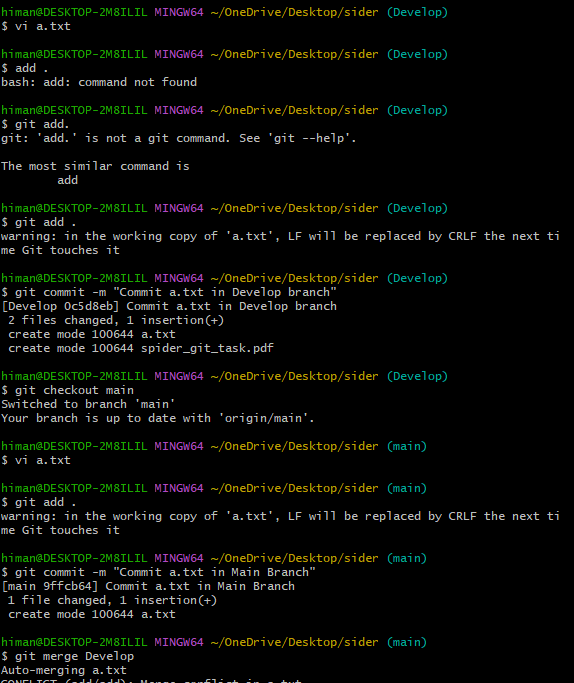 himan@DESKTOP-2M8ILIL MINGW64 ~/OneDrive/Desktop/sider (Develop)
$ vi a.txt
himan@DESKTOP-2M8ILIL MINGW64 ~/OneDrive/Desktop/sider (Develop)
$ add .
bash: add: command not found
himan@DESKTOP-2M8ILIL MINGW64 ~/OneDrive/Desktop/sider (Develop)
$ git add.
git: 'add.' is not a git command. See 'git --help'.
The most similar command is
        add
himan@DESKTOP-2M8ILIL MINGW64 ~/OneDrive/Desktop/sider (Develop)
$ git add .
warning: in the working copy of 'a.txt', LF will be replaced by CRLF the next ti
me Git touches it
himan@DESKTOP-2M8ILIL MINGW64 ~/OneDrive/Desktop/sider (Develop)
$ git commit -m "Commit a.txt in Develop branch"
[Develop 0c5d8eb] Commit a.txt in Develop branch
 2 files changed, 1 insertion(+)
 create mode 100644 a.txt
 create mode 100644 spider_git_task.pdf
himan@DESKTOP-2M8ILIL MINGW64 ~/OneDrive/Desktop/sider (Develop)
$ git checkout main
Switched to branch 'main'
Your branch is up to date with 'origin/main'.
himan@DESKTOP-2M8ILIL MINGW64 ~/OneDrive/Desktop/sider (main)
$ vi a.txt
himan@DESKTOP-2M8ILIL MINGW64 ~/OneDrive/Desktop/sider (main)
$ git add .
warning: in the working copy of 'a.txt', LF will be replaced by CRLF the next ti
me Git touches it
himan@DESKTOP-2M8ILIL MINGW64 ~/OneDrive/Desktop/sider (main)
$ git commit -m "Commit a.txt in Main Branch"
[main 9ffcb64] Commit a.txt in Main Branch
 1 file changed, 1 insertion(+)
 create mode 100644 a.txt
himan@DESKTOP-2M8ILIL MINGW64 ~/OneDrive/Desktop/sider (main)
$ git merge Develop
Auto-merging a.txt
CONFLICT (add/add): Merge conflict in a.txt